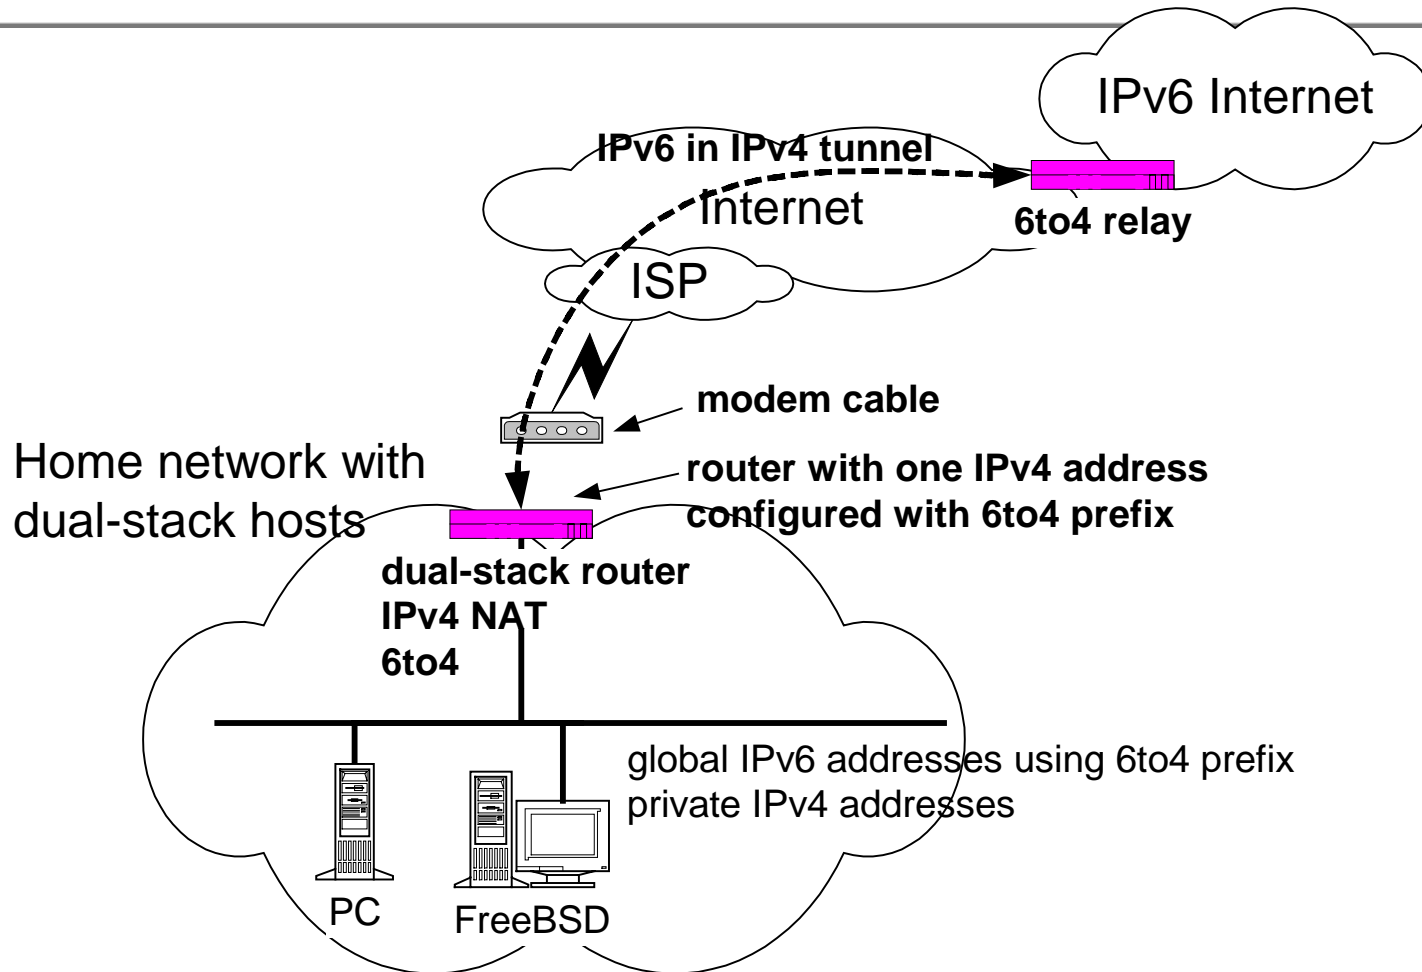 IPv6 Internet
IPv6 in IPv4 tunnel
Internet
6to4 relay
ISP
modem cable
Home network with
dual-stack hosts
router with one IPv4 address
configured with 6to4 prefix
dual-stack router
IPv4 NAT
6to4
global IPv6 addresses using 6to4 prefix
private IPv4 addresses
PC
FreeBSD